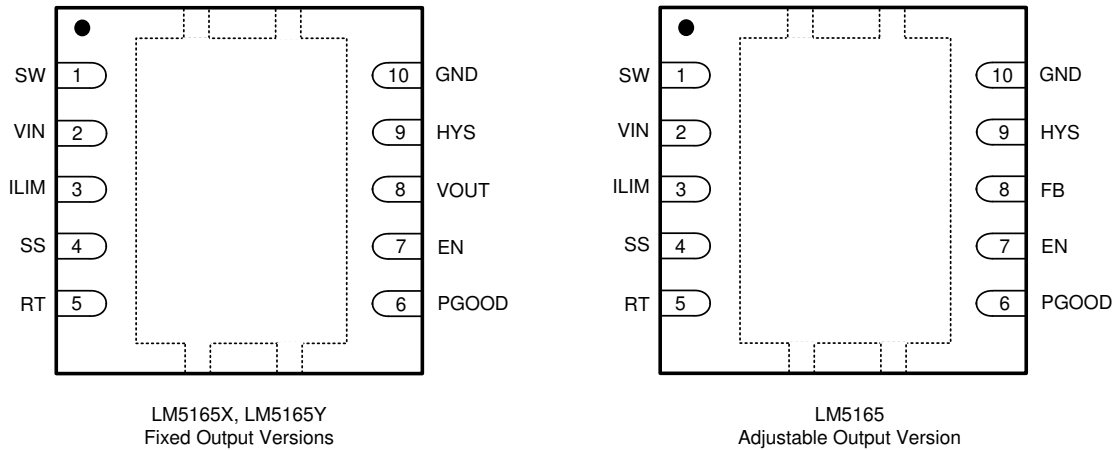 SW 1 10 GND
VIN 2 9 HYS
ILIM 3 8 VOUT
SS 4 7 EN
RT 5 6 PGOOD
LM5165X, LM5165Y
Fixed Output Versions
SW 1 10 GND
VIN 2 9 HYS
ILIM 3 8 FB
SS 4 7 EN
RT 5 6 PGOOD
LM5165
Adjustable Output Version